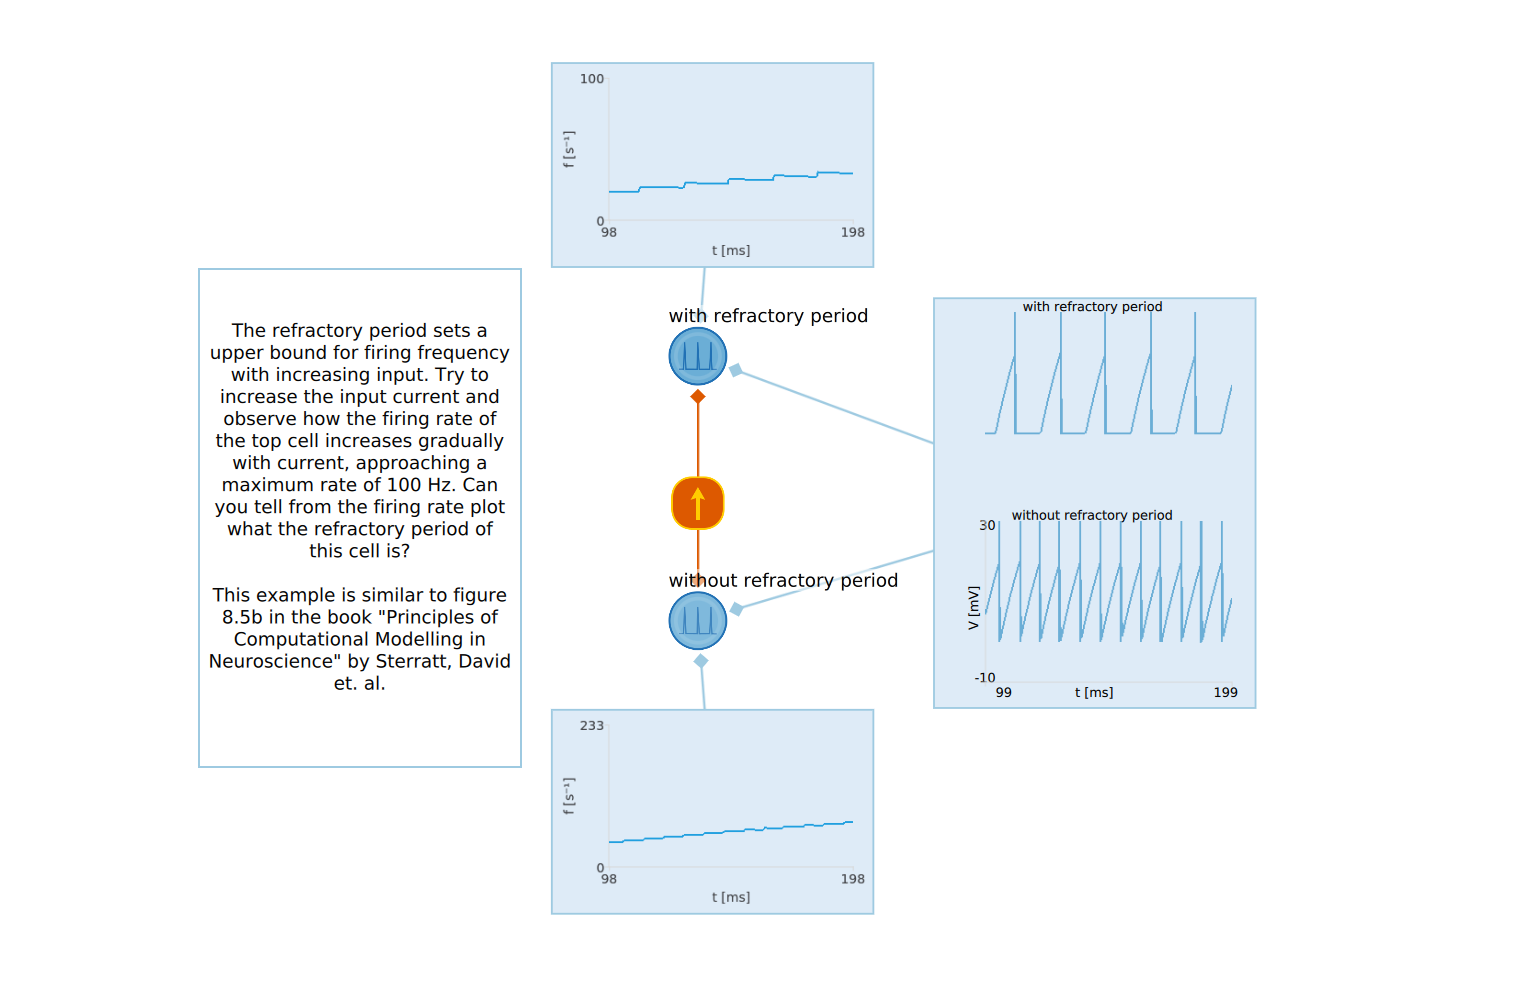 100
f [s⁻¹]
0
98
198
t [ms]
The refractory period sets a
upper bound for firing frequency
with increasing input. Try to
increase the input current and
observe how the firing rate of
the top cell increases gradually
with current, approaching a
maximum rate of 100 Hz. Can
you tell from the firing rate plot
what the refractory period of
this cell is?
This example is similar to figure
8.5b in the book "Principles of
Computational Modelling in
Neuroscience" by Sterratt, David
et. al.
with refractory period
without refractory period
with refractory period
without refractory period
30
V [mV]
-10
99
t [ms]
199
233
f [s⁻¹]
0
98
198
t [ms]